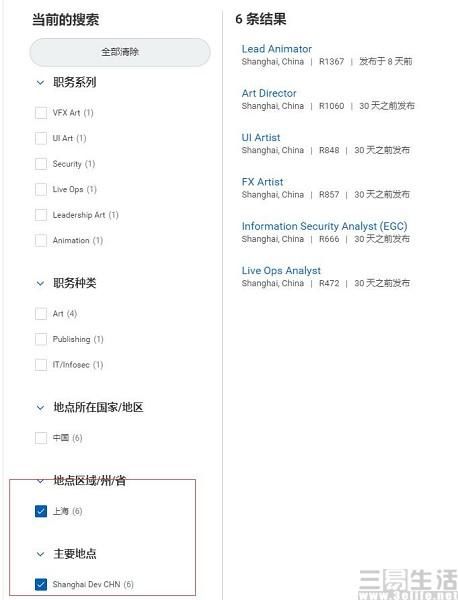 当前的搜索
全部清除
职务系列
VFX Art (1)
UI Art (1)
Security (1)
Live Ops (1)
Leadership Art (1)
Animation (1)
职务种类
Art (4)
Publishing (1)
IT/Infosec (1)
地点所在国家/地区
中国 (6)
地点区域/州/省
上海 (6)
主要地点
Shanghai Dev CHN (6)
6 条结果
Lead Animator
Shanghai, China | R1367 | 发布于 8 天前
Art Director
Shanghai, China | R1060 | 30 天之前发布
UI Artist
Shanghai, China | R848 | 30 天之前发布
FX Artist
Shanghai, China | R857 | 30 天之前发布
Information Security Analyst (EGC)
Shanghai, China | R666 | 30 天之前发布
Live Ops Analyst
Shanghai, China | R472 | 30 天之前发布
三易生活
www.3elife.net